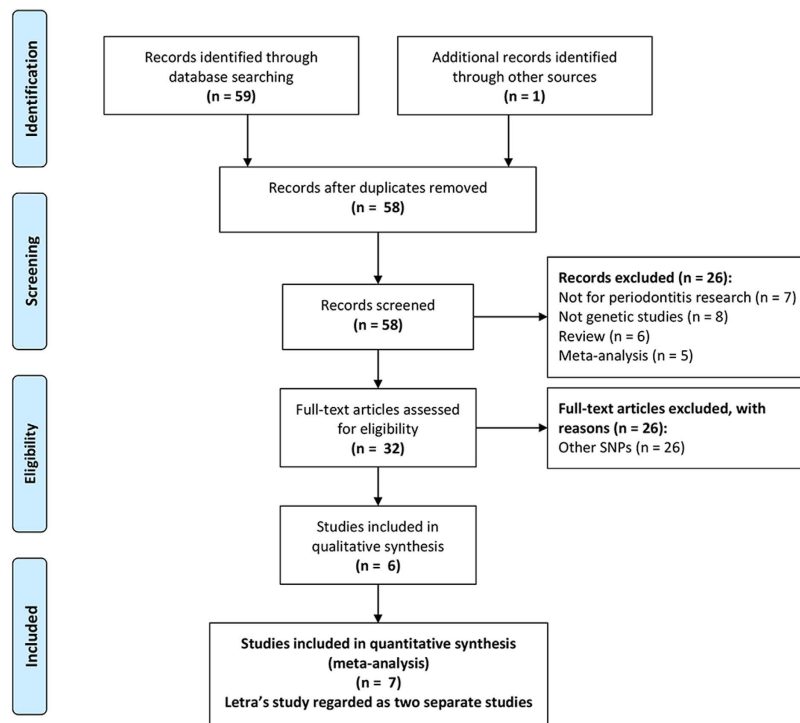 Identification
Records identified through
database searching
(n = 59)
Additional records identified
through other sources
(n = 1)
Records after duplicates removed
(n = 58)
Screening
Records screened
(n = 58)
Records excluded (n = 26):
Not for periodontitis research (n = 7)
Not genetic studies (n = 8)
Review (n = 6)
Meta-analysis (n = 5)
Eligibility
Full-text articles assessed
for eligibility
(n = 32)
Full-text articles excluded, with
reasons (n = 26):
Other SNPs (n = 26)
Studies included in
qualitative synthesis
(n = 6)
Included
Studies included in quantitative synthesis
(meta-analysis)
(n = 7)
Letra's study regarded as two separate studies